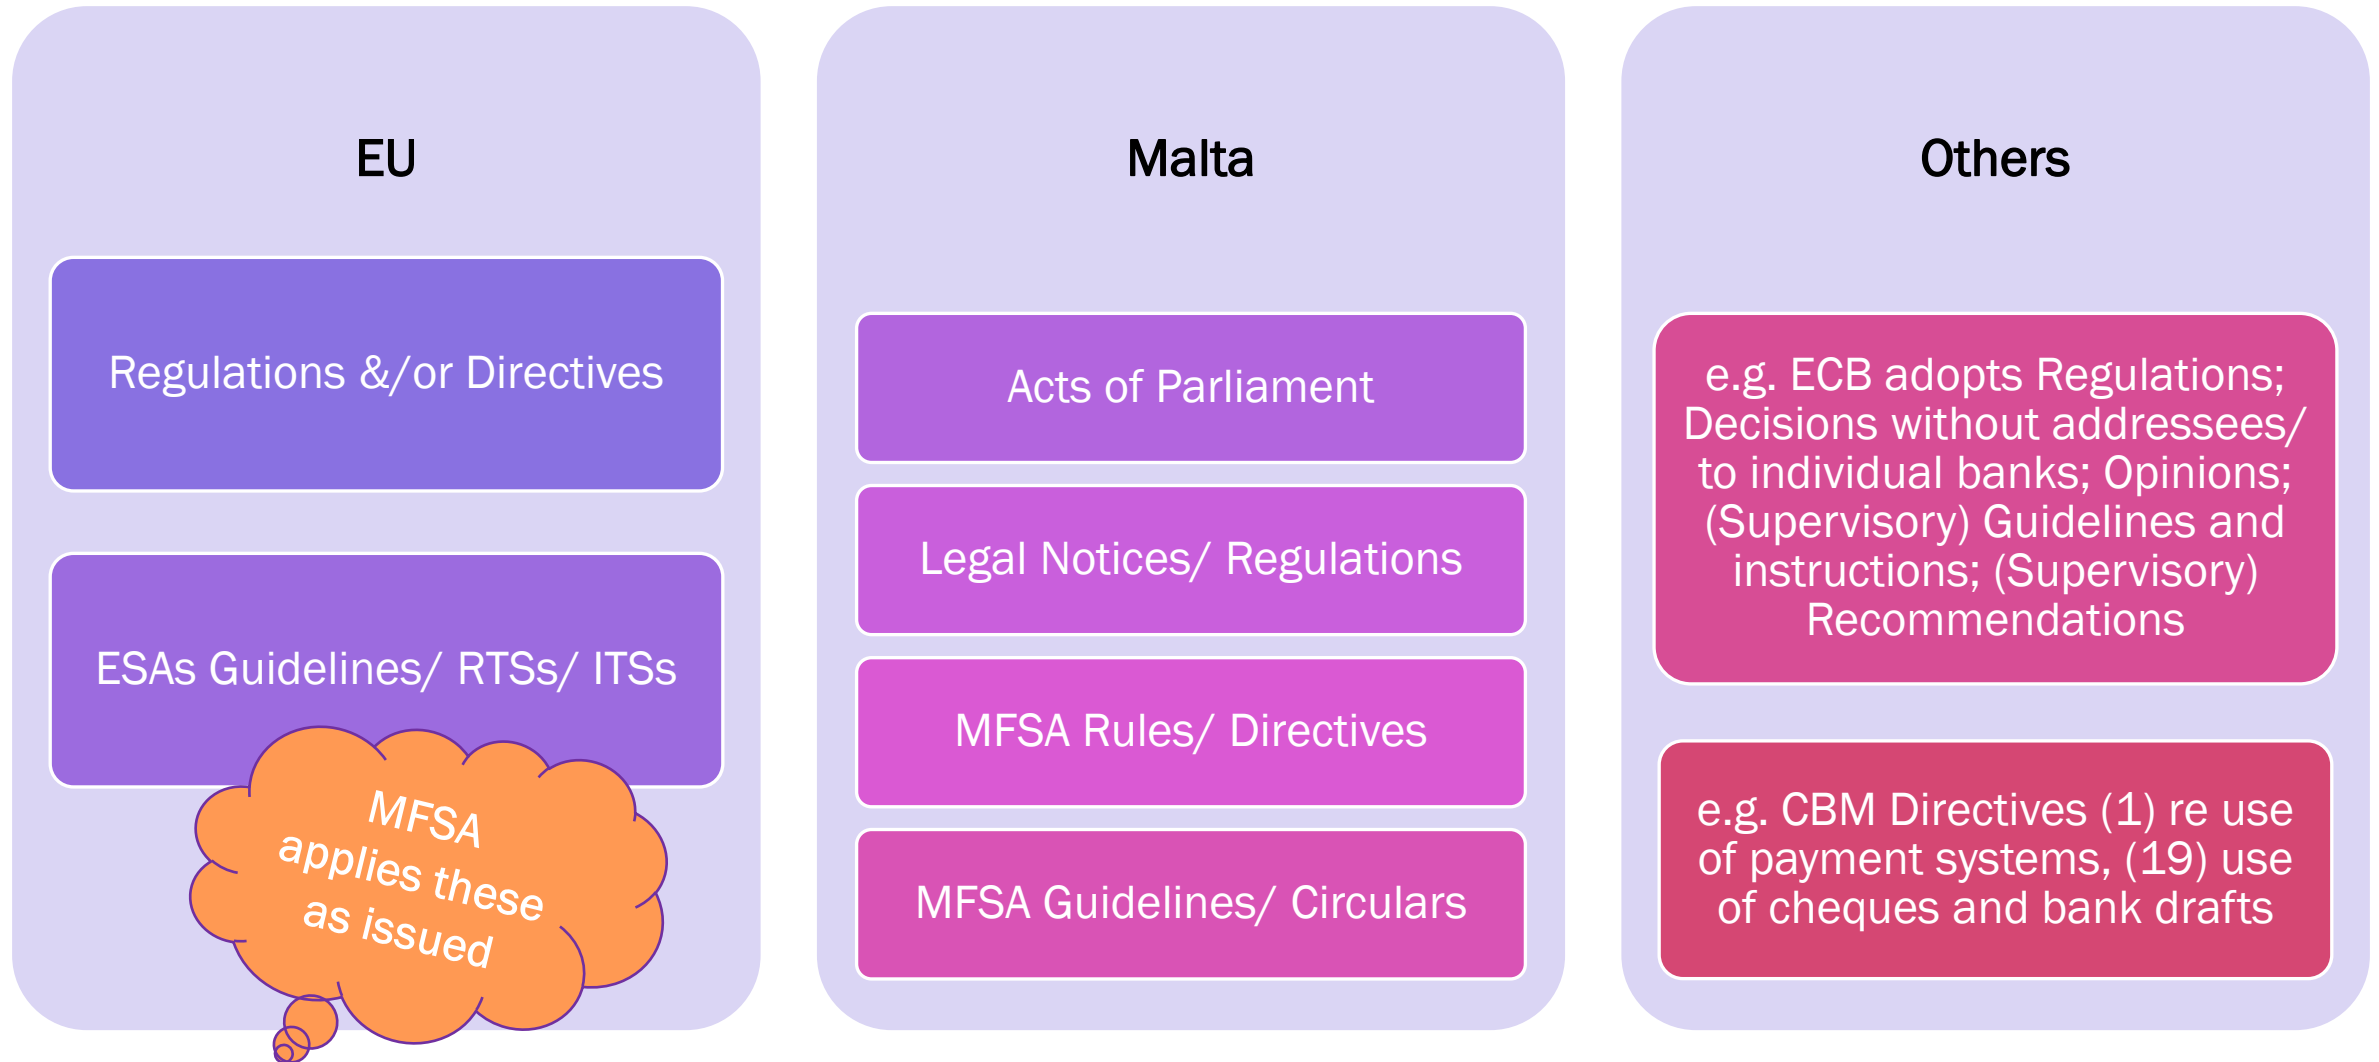 EU
Regulations &/or Directives
ESAs Guidelines/ RTSs/ ITSs
MFSA
applies these
as issued
Malta
Acts of Parliament
Legal Notices/ Regulations
MFSA Rules/ Directives
MFSA Guidelines/ Circulars
Others
e.g. ECB adopts Regulations;
Decisions without addressees/
to individual banks; Opinions;
(Supervisory) Guidelines and
instructions; (Supervisory)
Recommendations
e.g. CBM Directives (1) re use
of payment systems, (19) use
of cheques and bank drafts